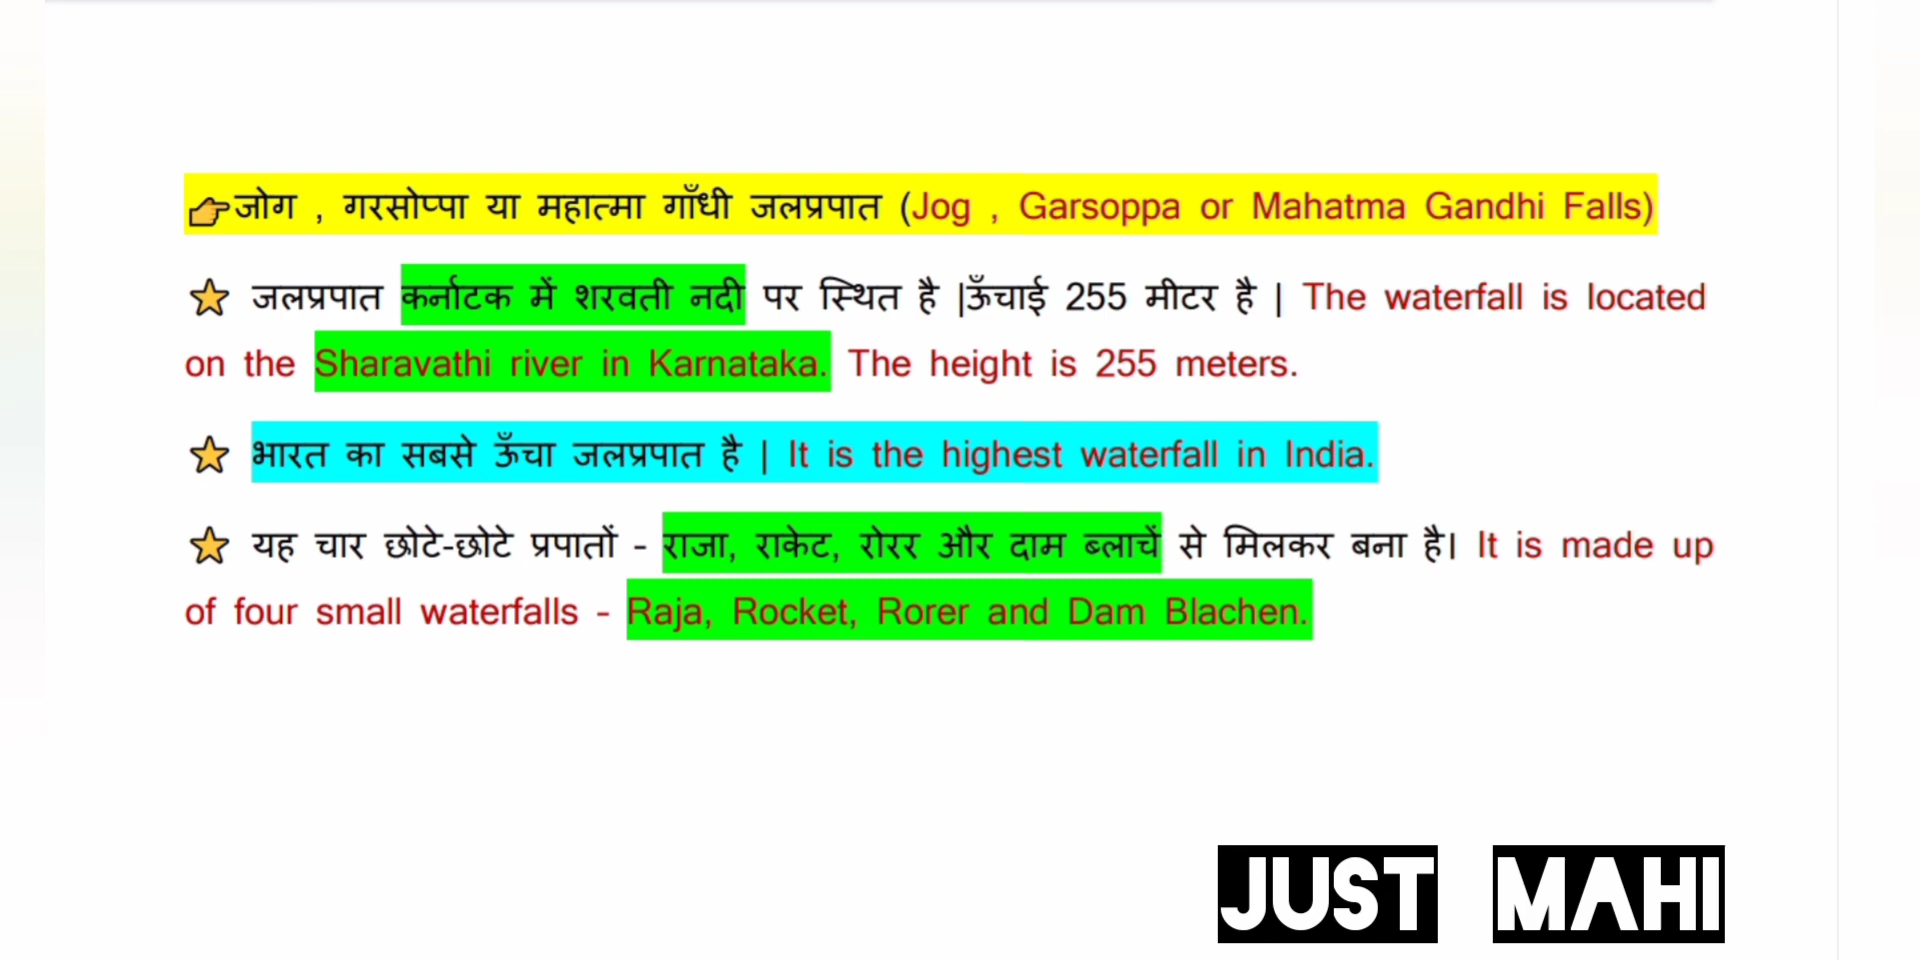 👉जोग , गरसोप्पा या महात्मा गाँधी जलप्रपात (Jog , Garsoppa or Mahatma Gandhi Falls)
⭐ जलप्रपात कर्नाटक में शरवती नदी पर स्थित है |ऊँचाई 255 मीटर है | The waterfall is located
on the Sharavathi river in Karnataka. The height is 255 meters.
⭐ भारत का सबसे ऊँचा जलप्रपात है | It is the highest waterfall in India.
⭐ यह चार छोटे-छोटे प्रपातों - राजा, राकेट, रोरर और दाम ब्लाचें से मिलकर बना है। It is made up
of four small waterfalls - Raja, Rocket, Rorer and Dam Blachen.
JUST MAHI